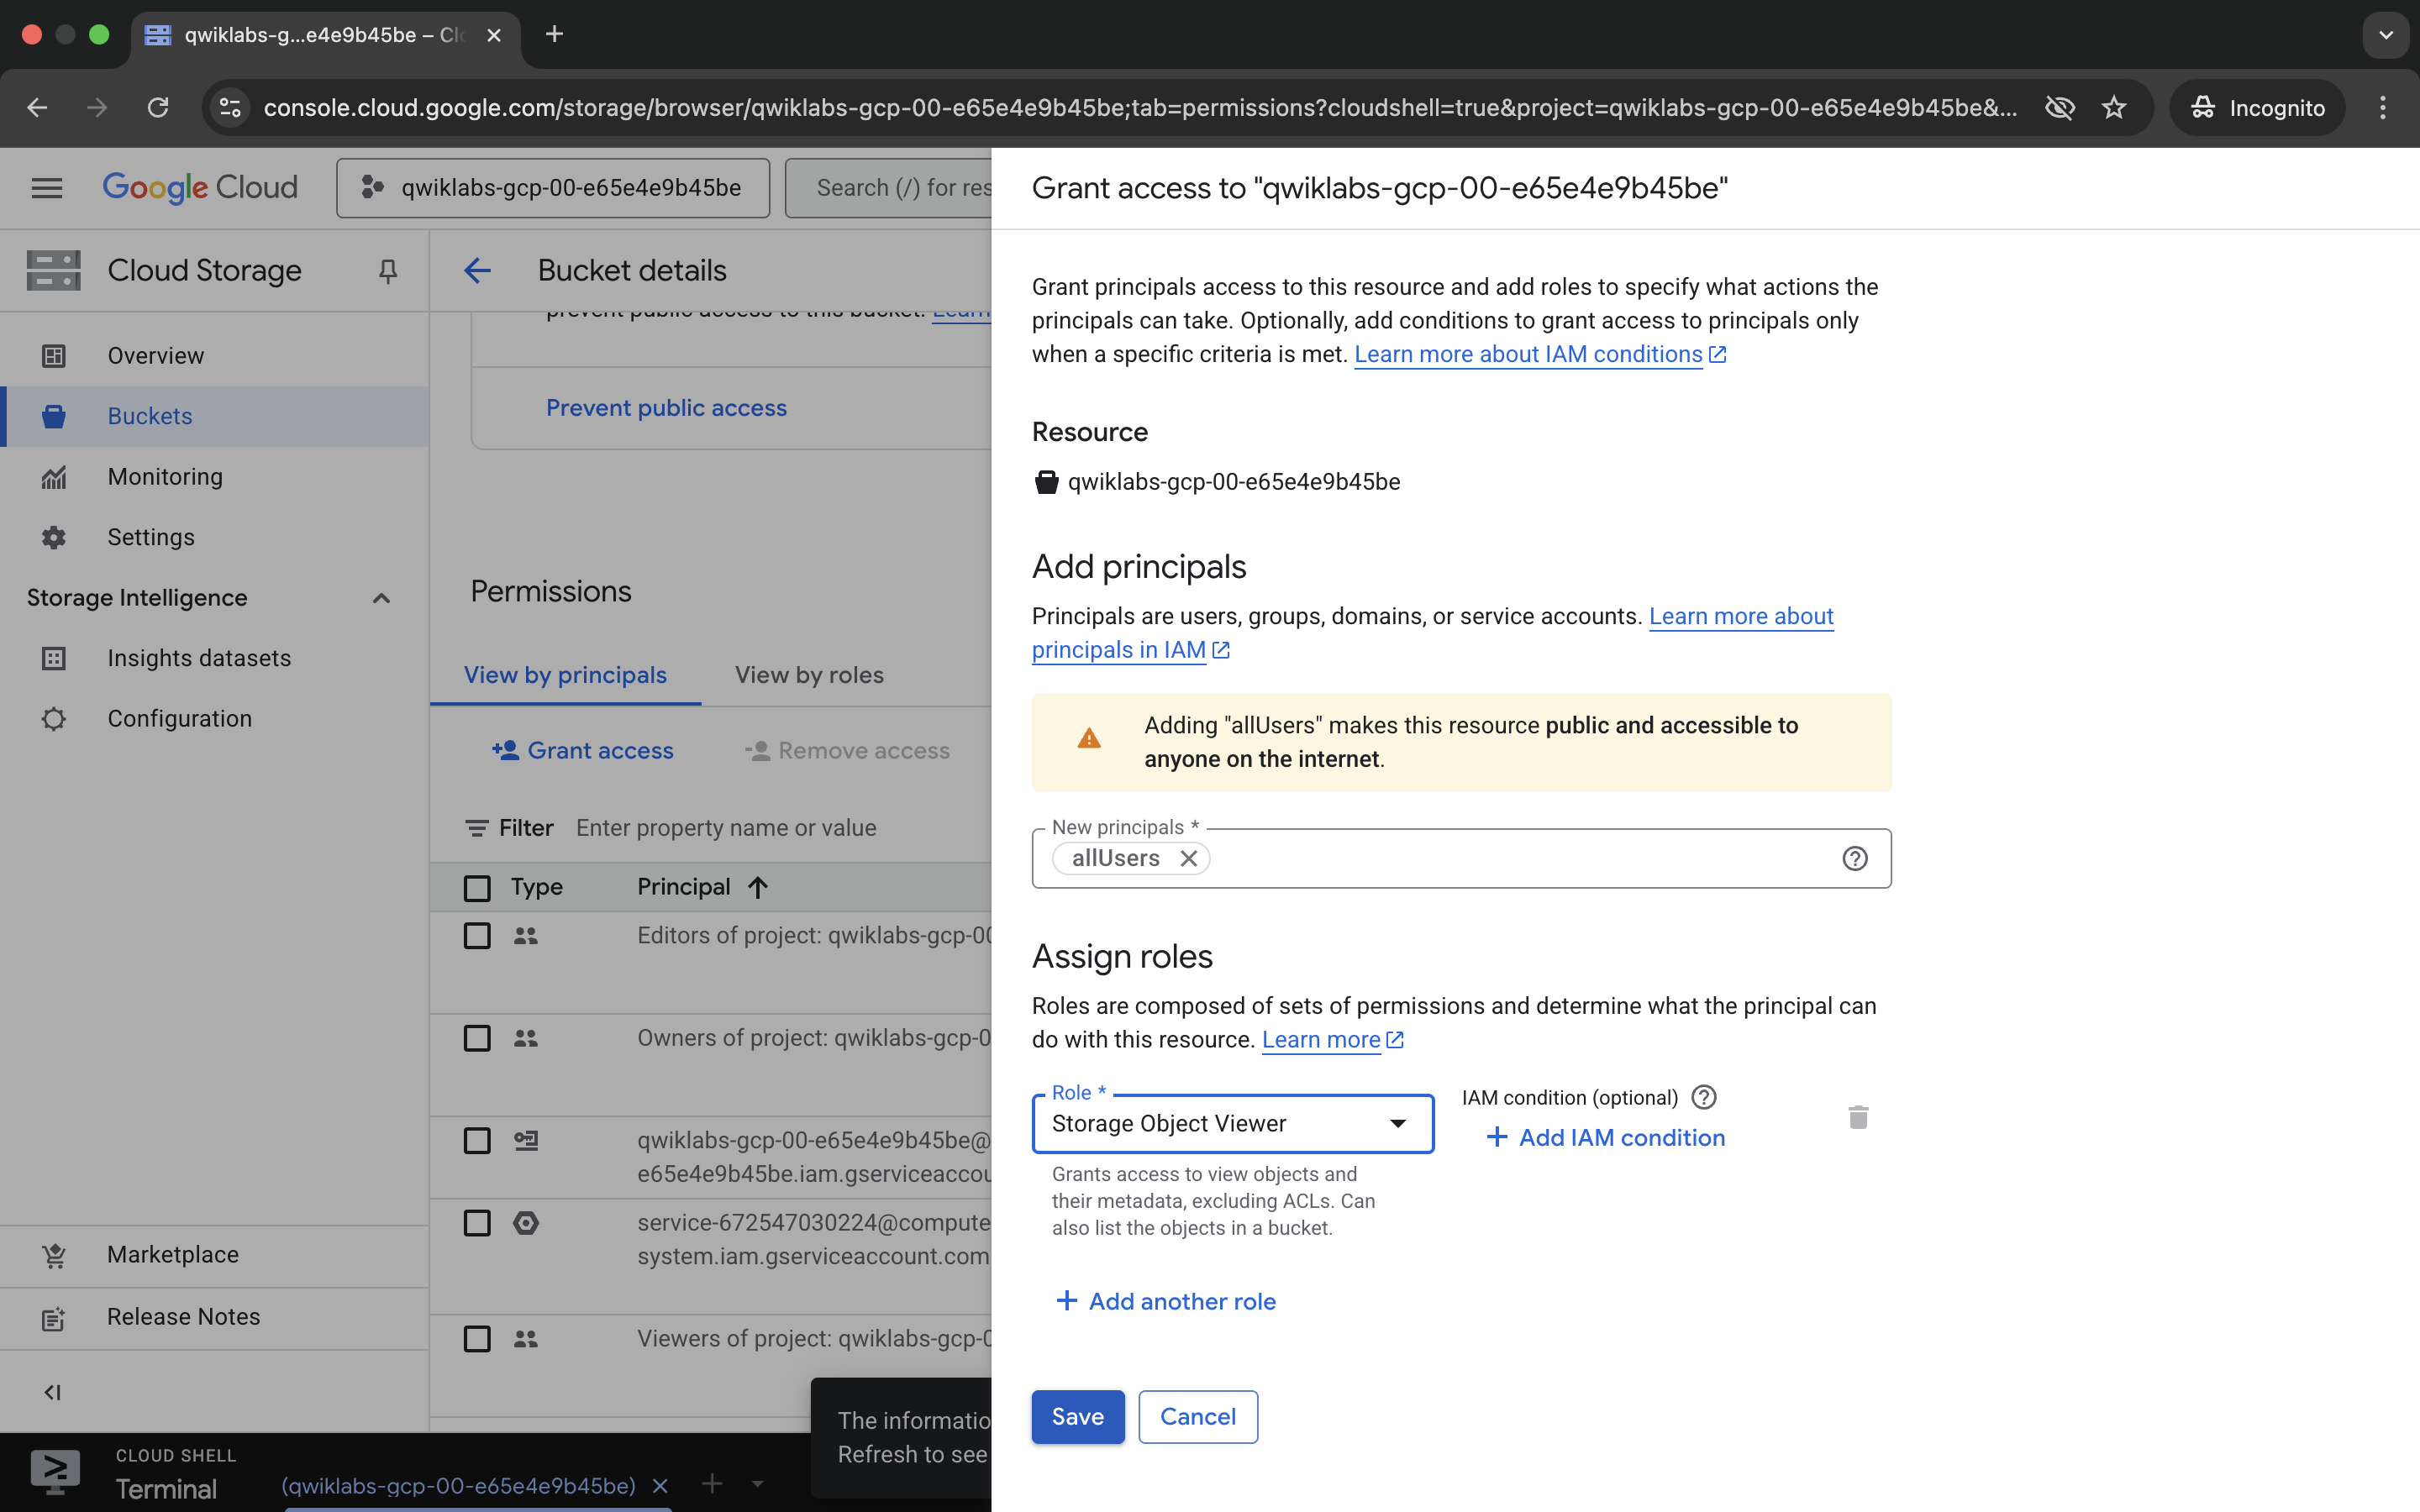 qwiklabs-g...e4e9b45be – Clo
console.cloud.google.com/storage/browser/qwiklabs-gcp-00-e65e4e9b45be;tab=permissions?cloudshell=true&project=qwiklabs-gcp-00-e65e4e9b45be&...
Incognito
Google Cloud
qwiklabs-gcp-00-e65e4e9b45be
Search (/) for res
Cloud Storage
Overview
Buckets
Monitoring
Settings
Storage Intelligence
Insights datasets
Configuration
Marketplace
Release Notes
Bucket details
prevent public access to this bucket. Learn
Prevent public access
Permissions
View by principals
View by roles
Grant access
Remove access
Filter Enter property name or value
Type Principal
Editors of project: qwiklabs-gcp-00
Owners of project: qwiklabs-gcp-0
qwiklabs-gcp-00-e65e4e9b45be@
e65e4e9b45be.iam.gserviceaccou
service-672547030224@compute
system.iam.gserviceaccount.com
Viewers of project: qwiklabs-gcp-0
The informatio
Refresh to see
CLOUD SHELL
Terminal
(qwiklabs-gcp-00-e65e4e9b45be)
Grant access to "qwiklabs-gcp-00-e65e4e9b45be"
Grant principals access to this resource and add roles to specify what actions the
principals can take. Optionally, add conditions to grant access to principals only
when a specific criteria is met. Learn more about IAM conditions
Resource
qwiklabs-gcp-00-e65e4e9b45be
Add principals
Principals are users, groups, domains, or service accounts. Learn more about
principals in IAM
Adding "allUsers" makes this resource public and accessible to
anyone on the internet.
New principals *
allUsers
Assign roles
Roles are composed of sets of permissions and determine what the principal can
do with this resource. Learn more
Role *
Storage Object Viewer
Grants access to view objects and
their metadata, excluding ACLs. Can
also list the objects in a bucket.
IAM condition (optional)
+ Add IAM condition
+ Add another role
Save
Cancel